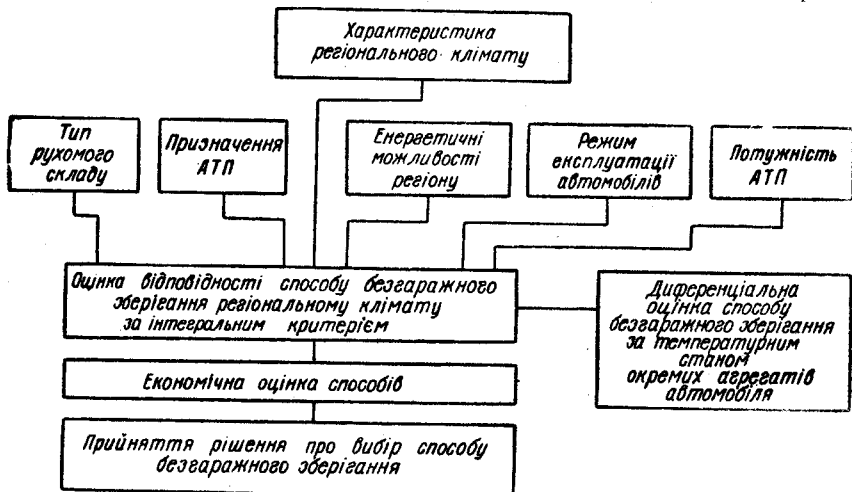 Характеристика
регіонального клімату
Тип
рухомого
складу
Призначення
АТП
Енергетичні
можливості
регіону
Режим
експлуатації
автомобілів
Потужність
АТП
Оцінка відповідності способу безгаражного
зберігання регіональному клімату
за інтегральним критерієм
Диференціальна
оцінка способу
безгаражного зберігання
за температурним
станом
окремих агрегатів
автомобіля
Економічна оцінка способів
Прийняття рішення про вибір способу
безгаражного зберігання